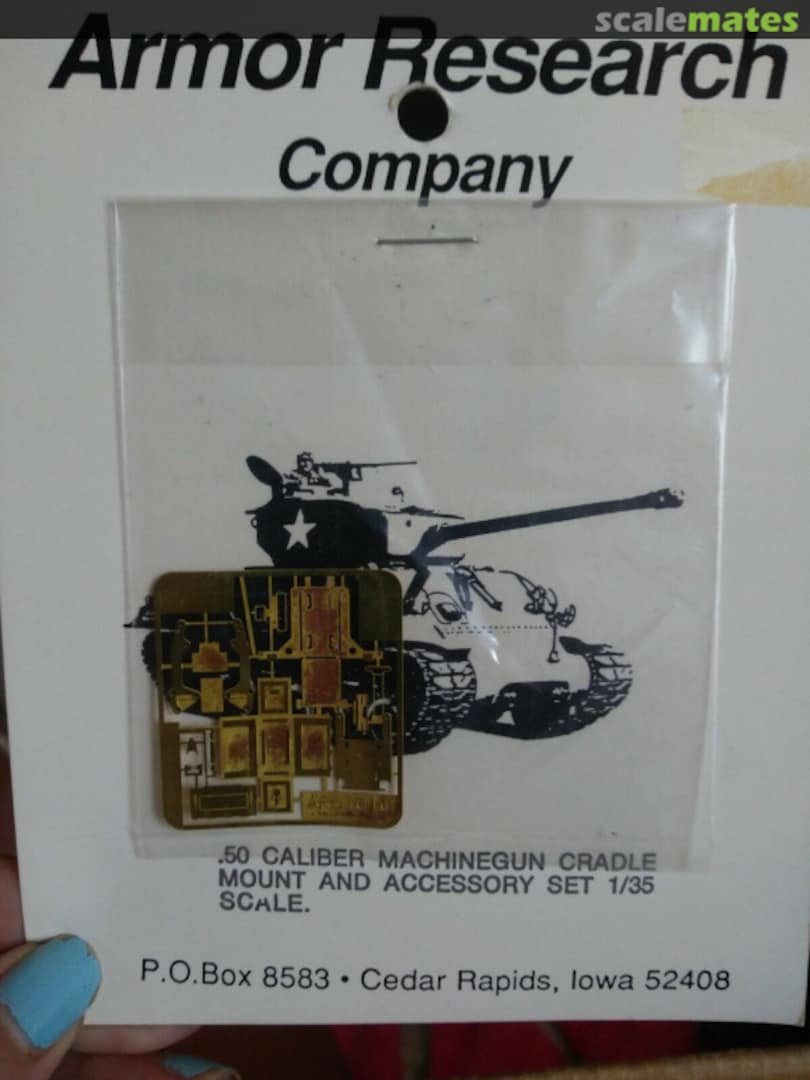 scalemates
Armor Research
Company
.50 CALIBER MACHINEGUN CRADLE
MOUNT AND ACCESSORY SET 1/35
SCALE.
P.O.Box 8583 • Cedar Rapids, Iowa 52408